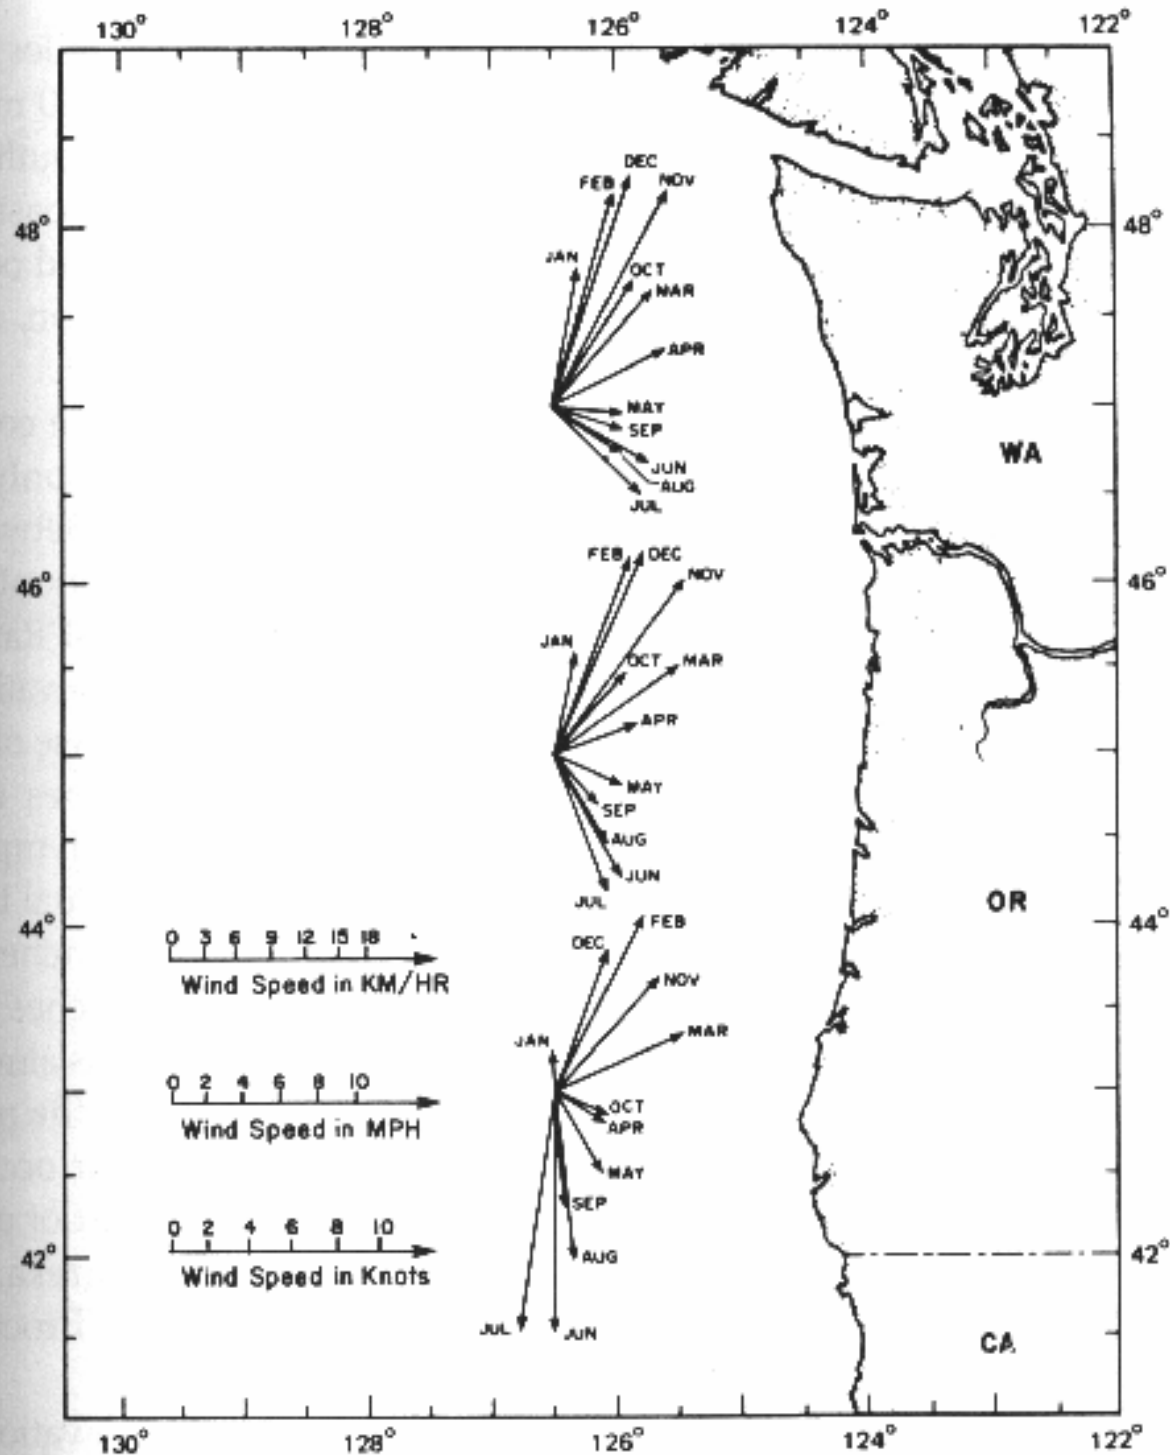 130° 128° 126° 124° 122°
DEC
FEB NOV
48° 48°
JAN OCT
MAR
APR
MAY
SEP
WA
JUN
AUG
JUL
FEB DEC
NOV
46° 46°
JAN
OCT MAR
APR
MAY
SEP
AUG
JUN
JUL
OR
44° FEB 44°
0 3 6 9 12 15 18
DEC
Wind Speed in KM/HR
NOV
MAR
JAN
0 2 4 6 8 10
OCT
APR
Wind Speed in MPH
MAY
SEP
0 2 4 6 8 10
42° AUG 42°
Wind Speed in Knots
JUL JUN
CA
130° 128° 126° 124° 122°